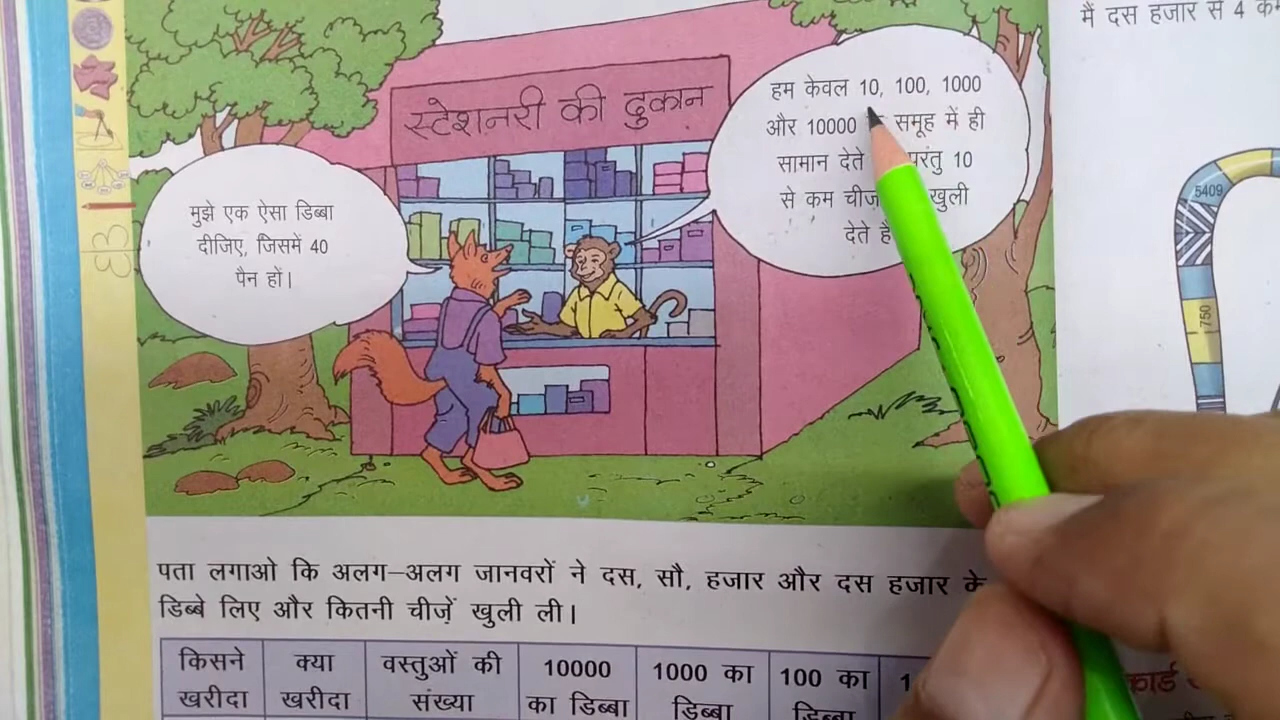 मैं दस हजार से 4
स्टेशनरी की दुकान
मुझे एक ऐसा डिब्बा
दीजिए, जिसमें 40
पैन हों।
हम केवल 10, 100, 1000
और 10000 समूह में ही
सामान देते परंतु 10
से कम खुली
देते
5409
750
पता लगाओ कि अलग–अलग जानवरों ने दस, सौ, हजार और दस हजार के
डिब्बे लिए और कितनी चीज़ें खुली ली।
किसने खरीदा
क्या खरीदा
वस्तुओं की संख्या
10000 का डिब्बा
1000 का डिब्बा
100 का डिब्बा
कार्ड